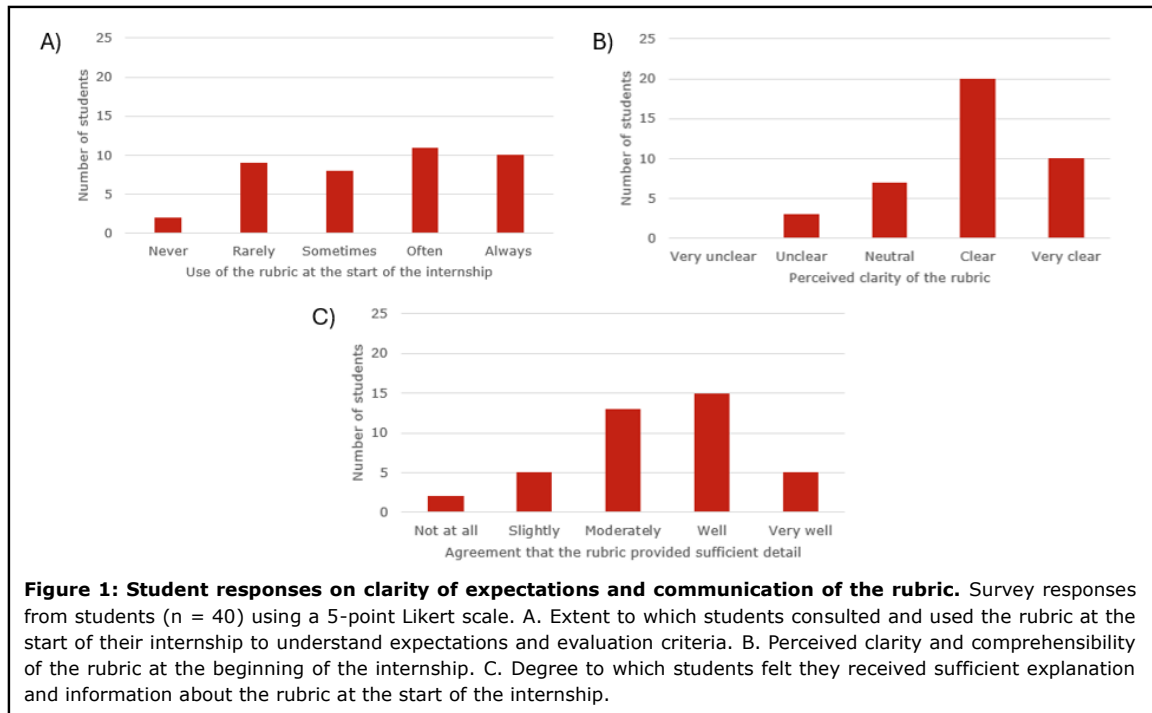 A)
25
20
15
10
5
0
Number of students
Never Rarely Sometimes Often Always
Use of the rubric at the start of the internship
B)
25
20
15
10
5
0
Number of students
Very unclear Unclear Neutral Clear Very clear
Perceived clarity of the rubric
C)
25
20
15
10
5
0
Number of students
Not at all Slightly Moderately Well Very well
Agreement that the rubric provided sufficient detail
Figure 1: Student responses on clarity of expectations and communication of the rubric. Survey responses
from students (n = 40) using a 5-point Likert scale. A. Extent to which students consulted and used the rubric at the
start of their internship to understand expectations and evaluation criteria. B. Perceived clarity and comprehensibility
of the rubric at the beginning of the internship. C. Degree to which students felt they received sufficient explanation
and information about the rubric at the start of the internship.